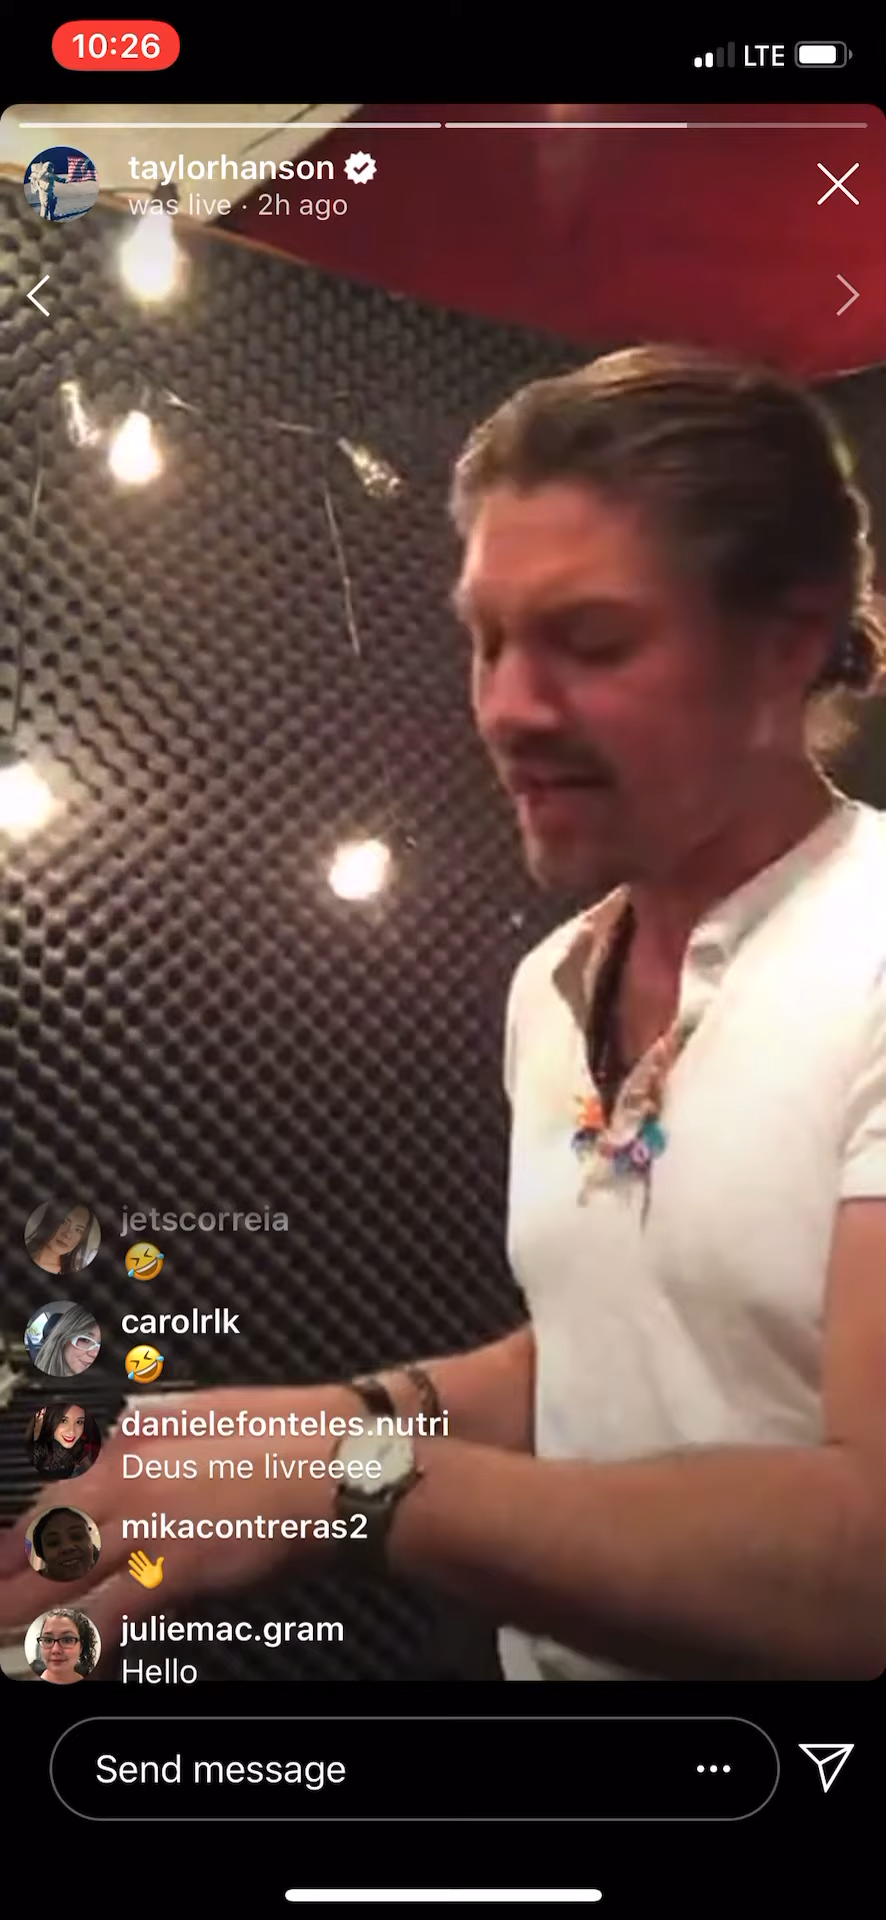 10:26
LTE
taylorhanson
was live · 2h ago
jetscorreia
🤣
carolrlk
🤣
danielefonteles.nutri
Deus me livreeee
mikacontreras2
👋
juliemac.gram
Hello
Send message